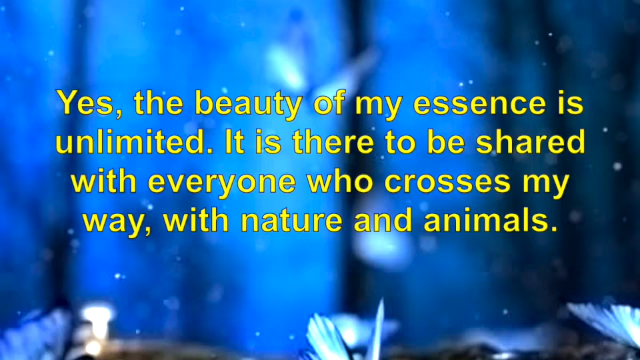 Yes, the beauty of my essence is
unlimited. It is there to be shared
with everyone who crosses my
way, with nature and animals.